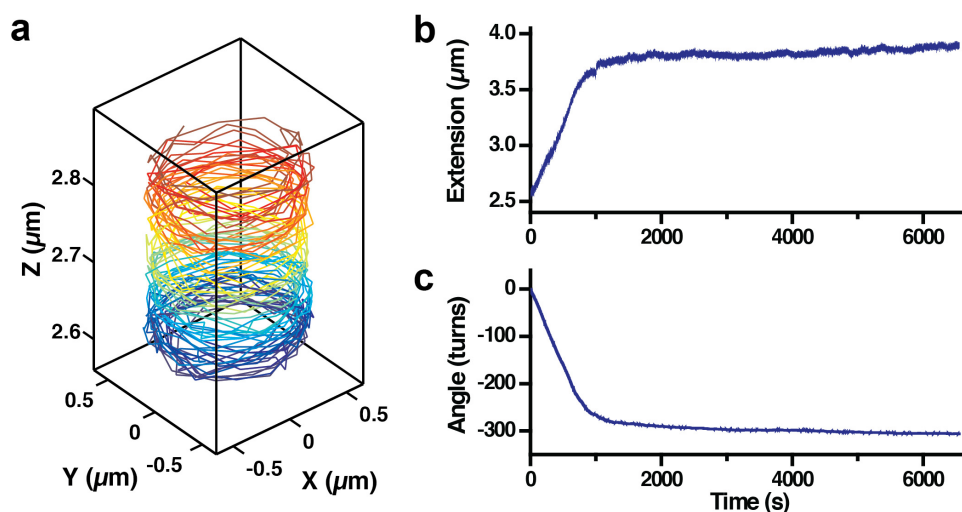 a
Z (µm)
2.8
2.7
2.6
0.5
0
-0.5
Y (µm)
-0.5
0
0.5
X (µm)
b
Extension (µm)
4.0
3.5
3.0
2.5
0
2000
4000
6000
c
Angle (turns)
0
-100
-200
-300
0
2000
4000
6000
Time (s)